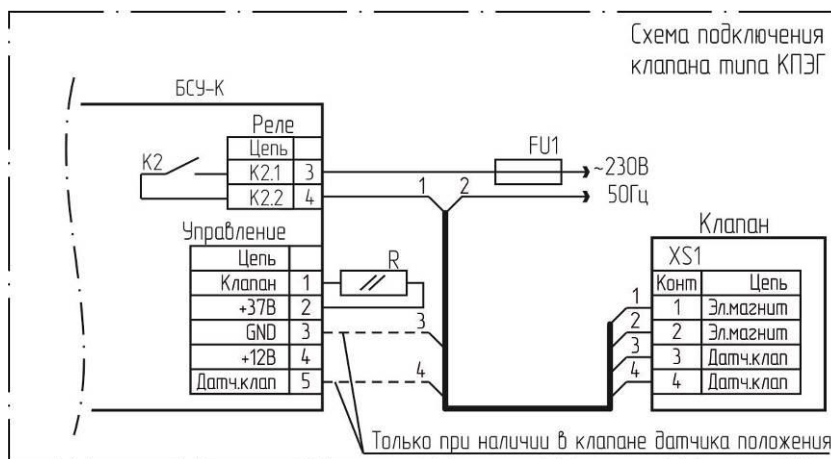 Схема подключения
клапана типа КПЭГ
БСУ-К
Реле
Цепь
К2
К2.1 3
К2.2 4
FU1
~230В
50Гц
1 2
Управление
Цепь
Клапан 1
+37В 2
GND 3
+12В 4
Датч.клап 5
R
3
4
Клапан
XS1
Конт Цепь
1 1 Эл.магнит
2 2 Эл.магнит
3 3 Датч.клап
4 4 Датч.клап
Только при наличии в клапане датчика положения